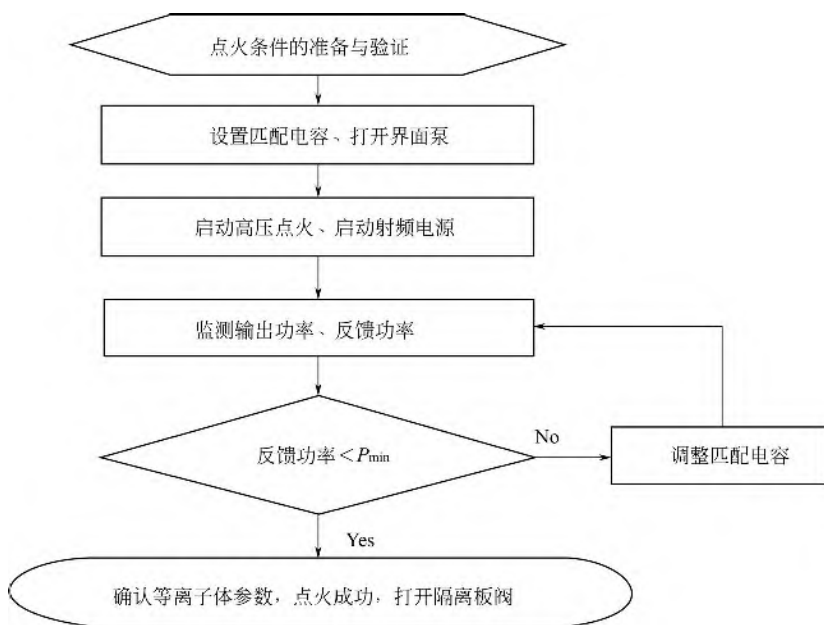 点火条件的准备与验证
设置匹配电容、打开界面泵
启动高压点火、启动射频电源
监测输出功率、反馈功率
反馈功率＜Pmin
No
调整匹配电容
Yes
确认等离子体参数，点火成功，打开隔离板阀